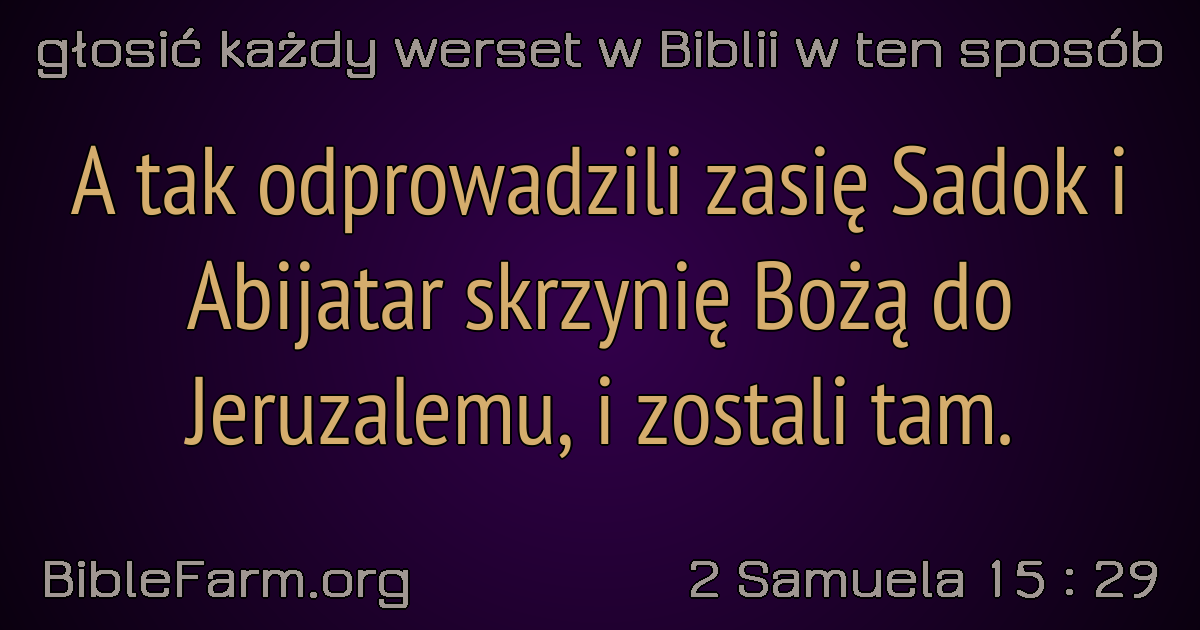 głosić każdy werset w Biblii w ten sposób
A tak odprowadzili zasię Sadok i
Abijatar skrzynię Bożą do
Jeruzalemu, i zostali tam.
BibleFarm.org
2 Samuela 15 : 29